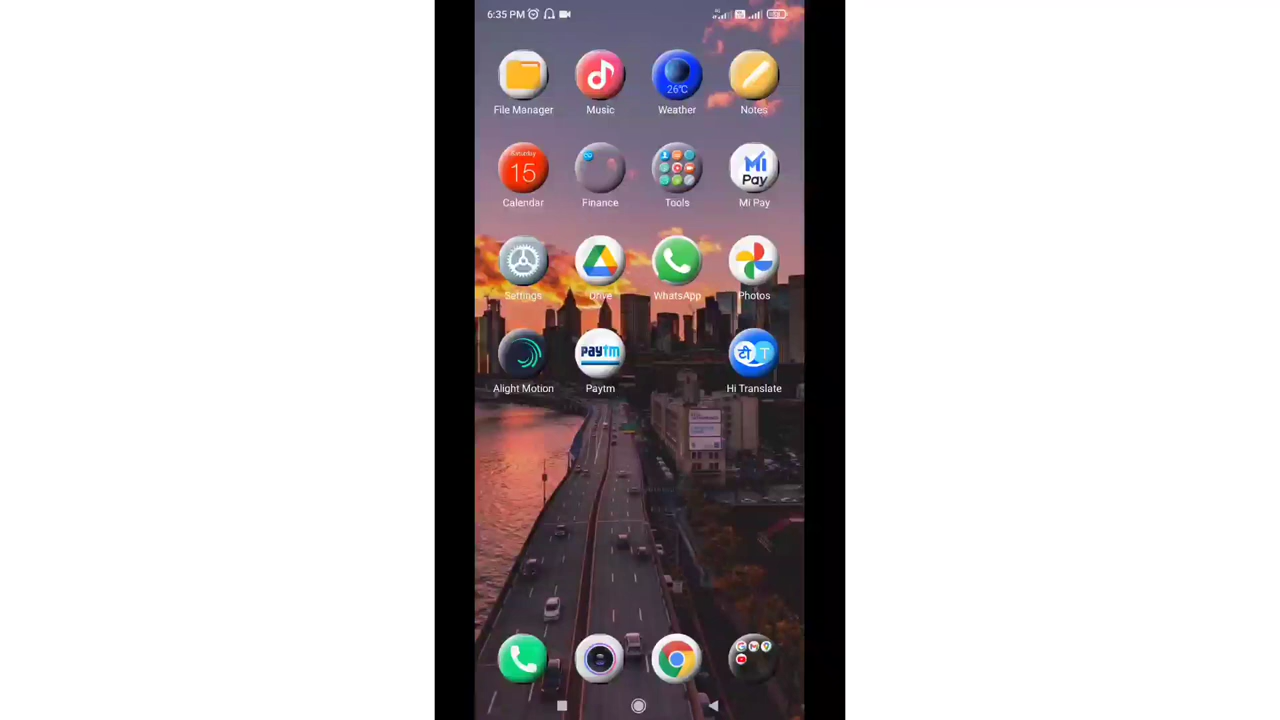 6:35 PM
26°C
File Manager
Music
Weather
Notes
Saturday
15
Mi
Pay
Calendar
Finance
Tools
Mi Pay
Settings
Drive
WhatsApp
Photos
paytm
टी T
Alight Motion
Paytm
Hi Translate